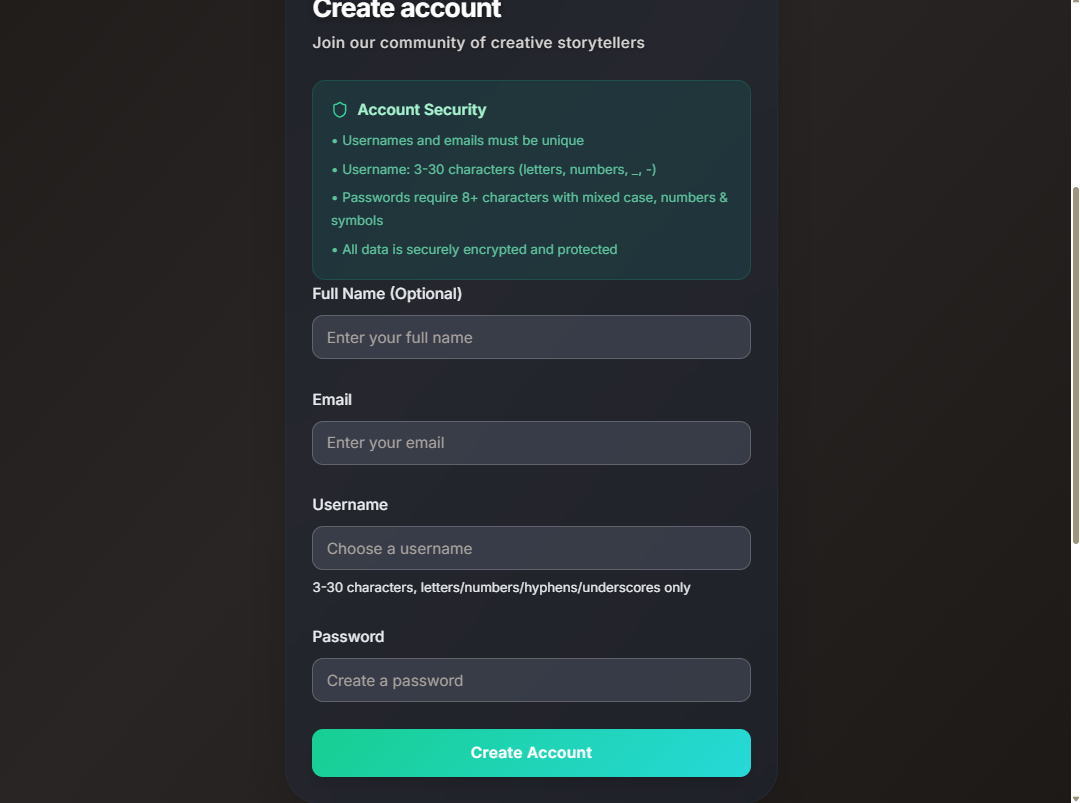 Create account
Join our community of creative storytellers
Account Security
• Usernames and emails must be unique
• Username: 3-30 characters (letters, numbers, _, -)
• Passwords require 8+ characters with mixed case, numbers &
symbols
• All data is securely encrypted and protected
Full Name (Optional)
Enter your full name
Email
Enter your email
Username
Choose a username
3-30 characters, letters/numbers/hyphens/underscores only
Password
Create a password
Create Account